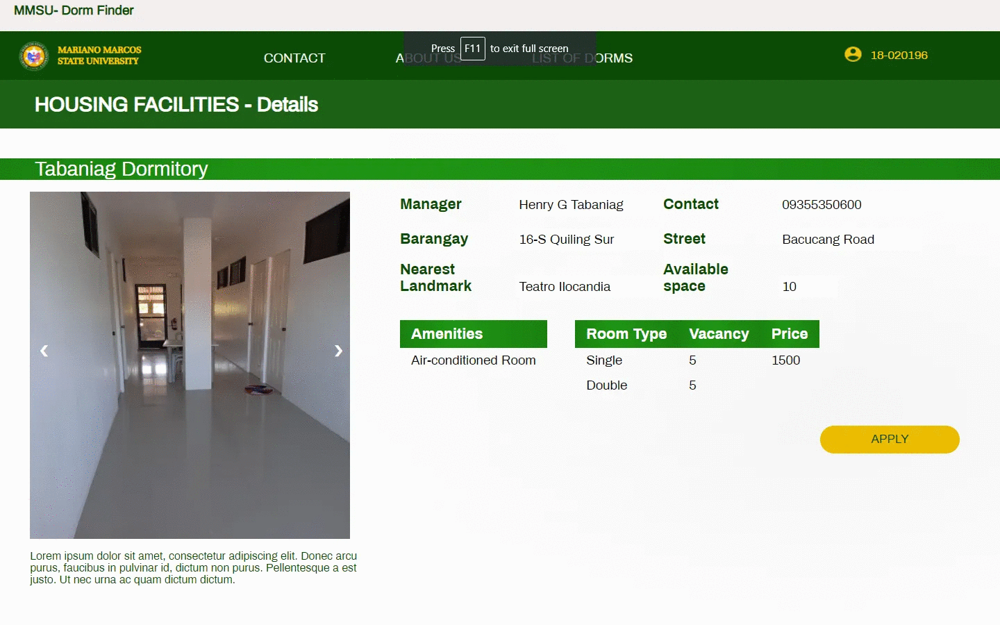 MMSU- Dorm Finder
MARIANO MARCOS
STATE UNIVERSITY
CONTACT
ABOUT US
LIST OF DORMS
Press F11 to exit full screen
18-020196
HOUSING FACILITIES - Details
Tabaniag Dormitory
Manager Henry G Tabaniag Contact 09355350600
Barangay 16-S Quiling Sur Street Bacucang Road
Nearest
Landmark Teatro Ilocandia
Available
space 10
Amenities
Air-conditioned Room
Room Type Vacancy Price
Single 5 1500
Double 5
APPLY
Lorem ipsum dolor sit amet, consectetur adipiscing elit. Donec arcu
purus, faucibus in pulvinar id, dictum non purus. Pellentesque a est
justo. Ut nec urna ac quam dictum dictum.